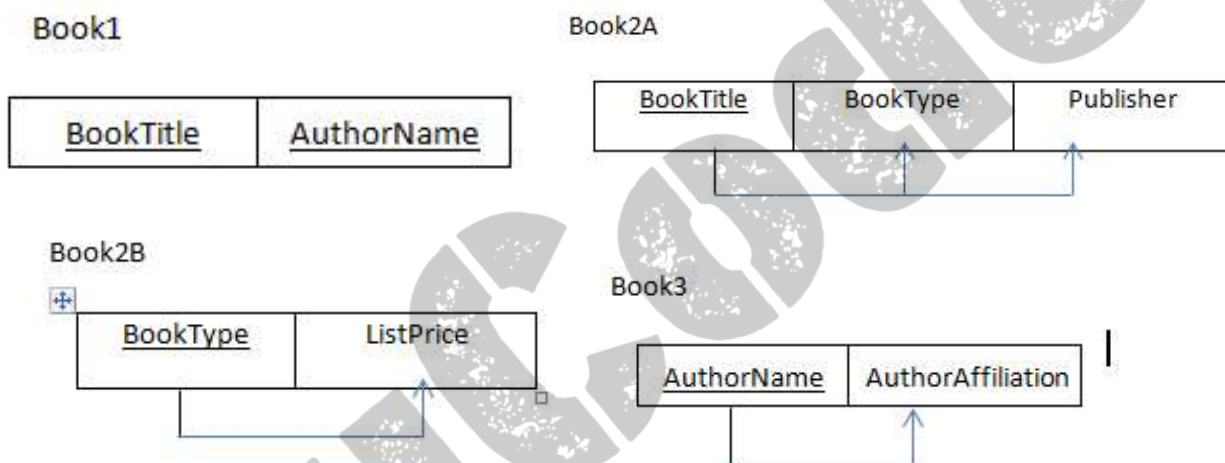 Book1
BookTitle AuthorName
Book2A
BookTitle BookType Publisher
Book2B
BookType ListPrice
Book3
AuthorName AuthorAffiliation